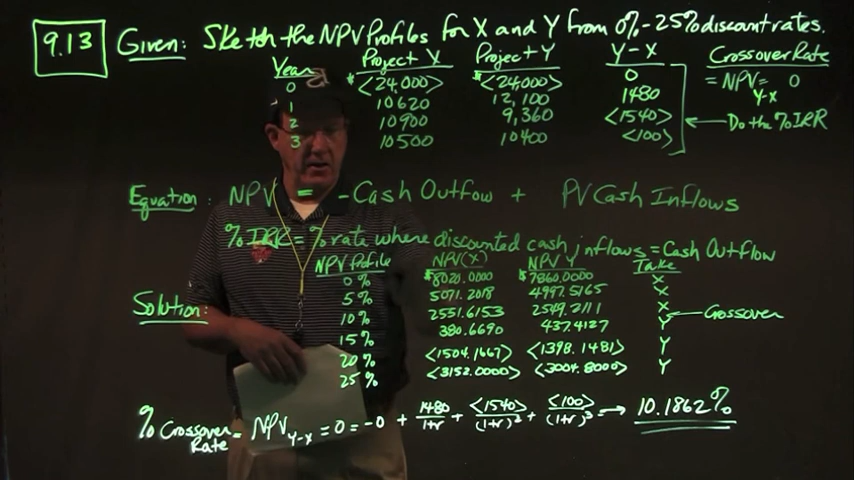 9.13 Given: Sketch the NPV Profiles for X and Y from 0%-25% discount rates.
Year Project X Project Y Y-X Crossover Rate
0 $<24,000> $<24,000> 0 = NPV Y-X = 0
1 10620 12,100 1480
2 10900 9,360 <1540> ← Do the % IRR
3 10500 10400 <100>
Equation: NPV = -Cash Outfow + PV Cash Inflows
% IRR = % rate where discounted cash inflows = Cash Outflow
NPV Profile NPV(X) NPV Y Take
0% $8020.0000 $7860.0000 X
Solution: 5% 5071.2018 4997.5165 X
10% 2551.6153 2549.2111 X ← Crossover
15% 380.6690 437.4127 Y
20% <1504.1667> <1398.1481> Y
25% <3152.0000> <3004.8000> Y
% Crossover Rate = NPV Y-X = 0 = -0 + 1480/1+r + <1540>/(1+r)² + <100>/(1+r)³ → 10.1862%